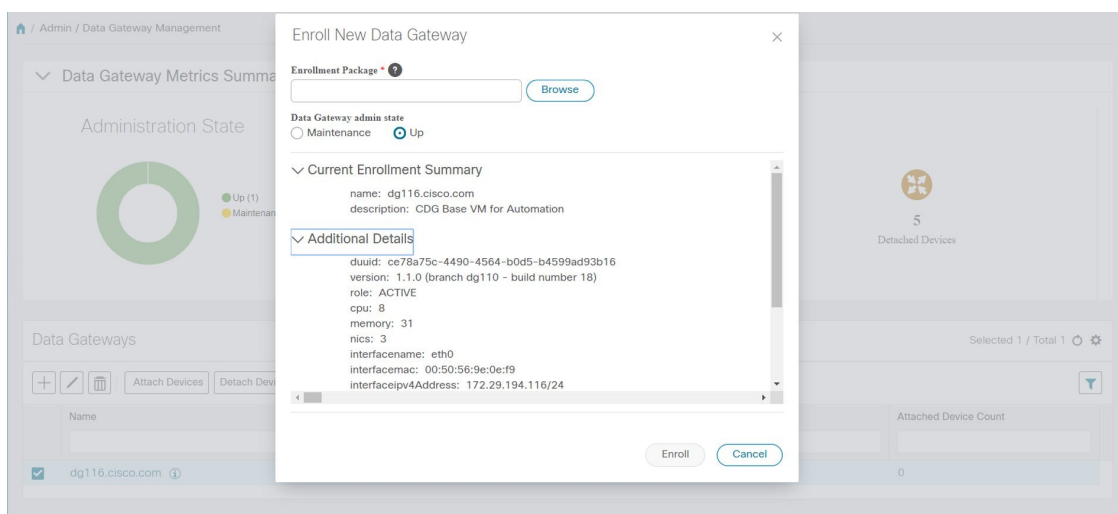 / Admin / Data Gateway Management
Enroll New Data Gateway
Enrollment Package * ?
Browse
Data Gateway admin state
Maintenance
Up
Current Enrollment Summary
name: dg116.cisco.com
description: CDG Base VM for Automation
Additional Details
duuid: ce78a75c-4490-4564-b0d5-b4599ad93b16
version: 1.1.0 (branch dg110 - build number 18)
role: ACTIVE
cpu: 8
memory: 31
nics: 3
interfacename: eth0
interfacemac: 00:50:56:9e:0e:f9
interfaceipv4Address: 172.29.194.116/24
Enroll
Cancel
Data Gateway Metrics Summa
Administration State
Up (1)
Maintenan
5
Detached Devices
Data Gateways
Selected 1 / Total 1
Attach Devices
Detach Devi
Name
Attached Device Count
dg116.cisco.com
0